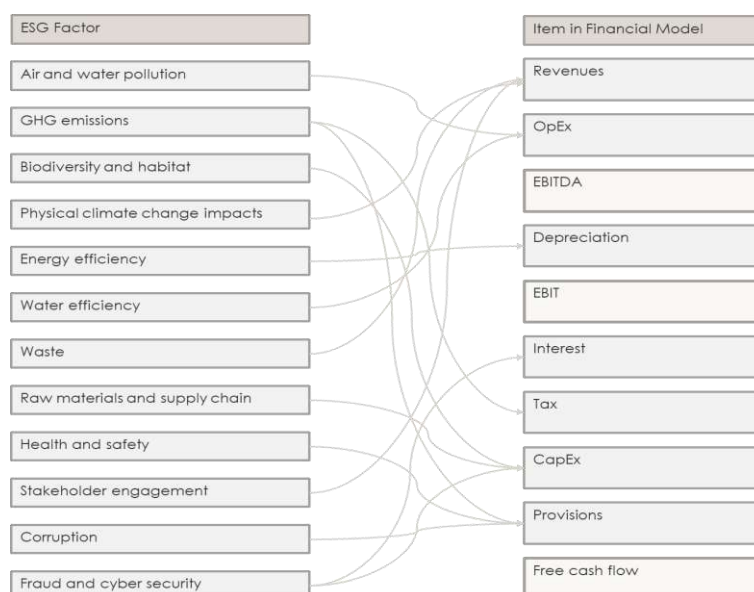 ESG Factor
Air and water pollution
GHG emissions
Biodiversity and habitat
Physical climate change impacts
Energy efficiency
Water efficiency
Waste
Raw materials and supply chain
Health and safety
Stakeholder engagement
Corruption
Fraud and cyber security
Item in Financial Model
Revenues
OpEx
EBITDA
Depreciation
EBIT
Interest
Tax
CapEx
Provisions
Free cash flow